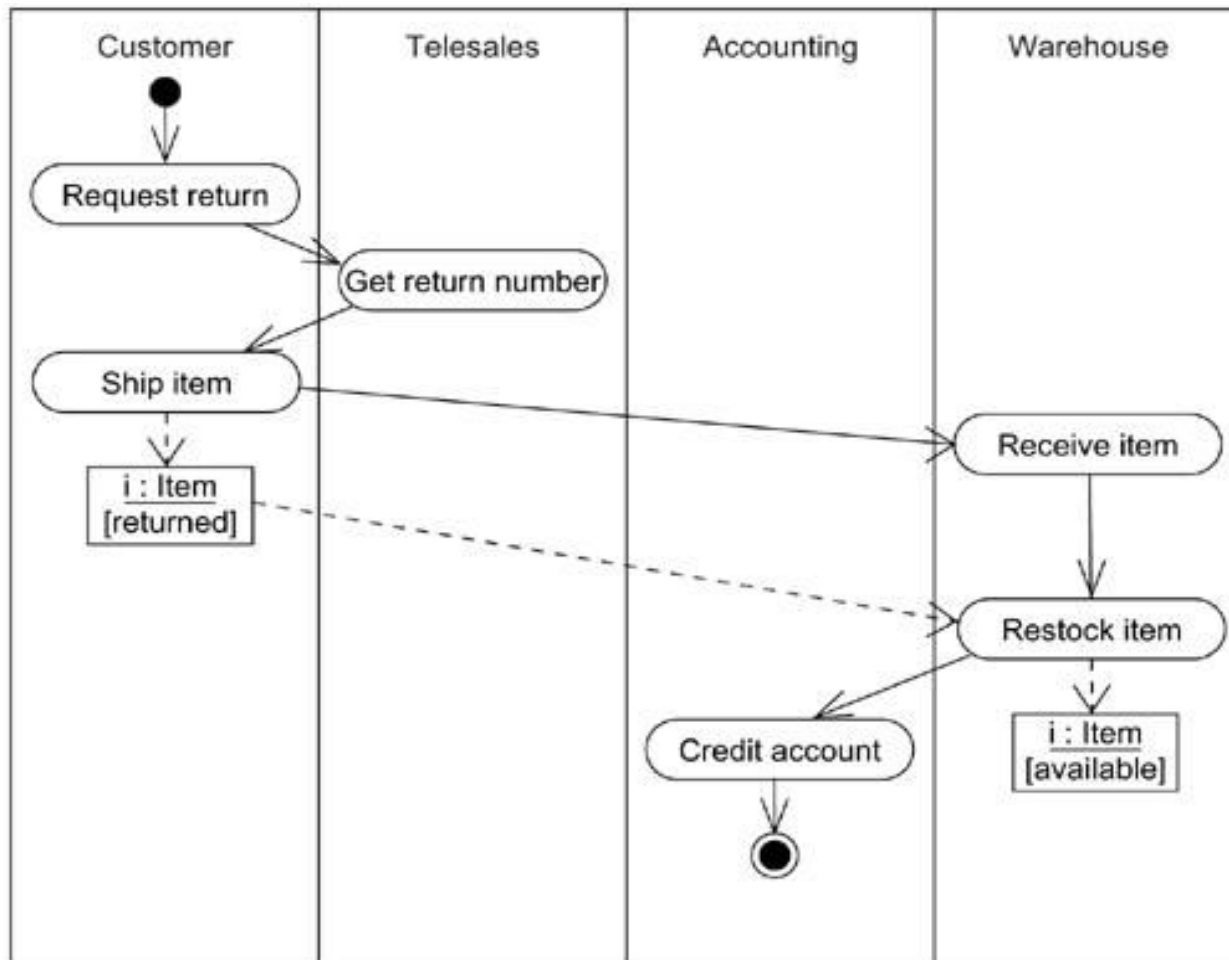 Customer
Telesales
Accounting
Warehouse
Request return
Get return number
Ship item
Receive item
i : Item
[returned]
Restock item
Credit account
i : Item
[available]